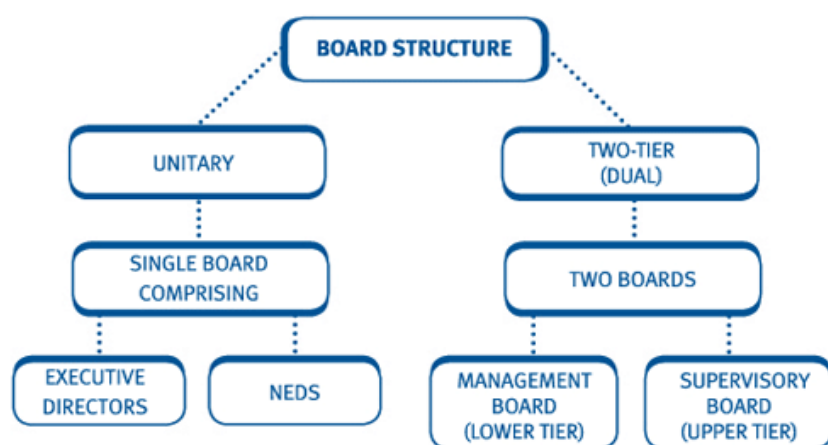 BOARD STRUCTURE
UNITARY
TWO-TIER
(DUAL)
SINGLE BOARD
COMPRISING
TWO BOARDS
EXECUTIVE
DIRECTORS
NEDS
MANAGEMENT
BOARD
(LOWER TIER)
SUPERVISORY
BOARD
(UPPER TIER)